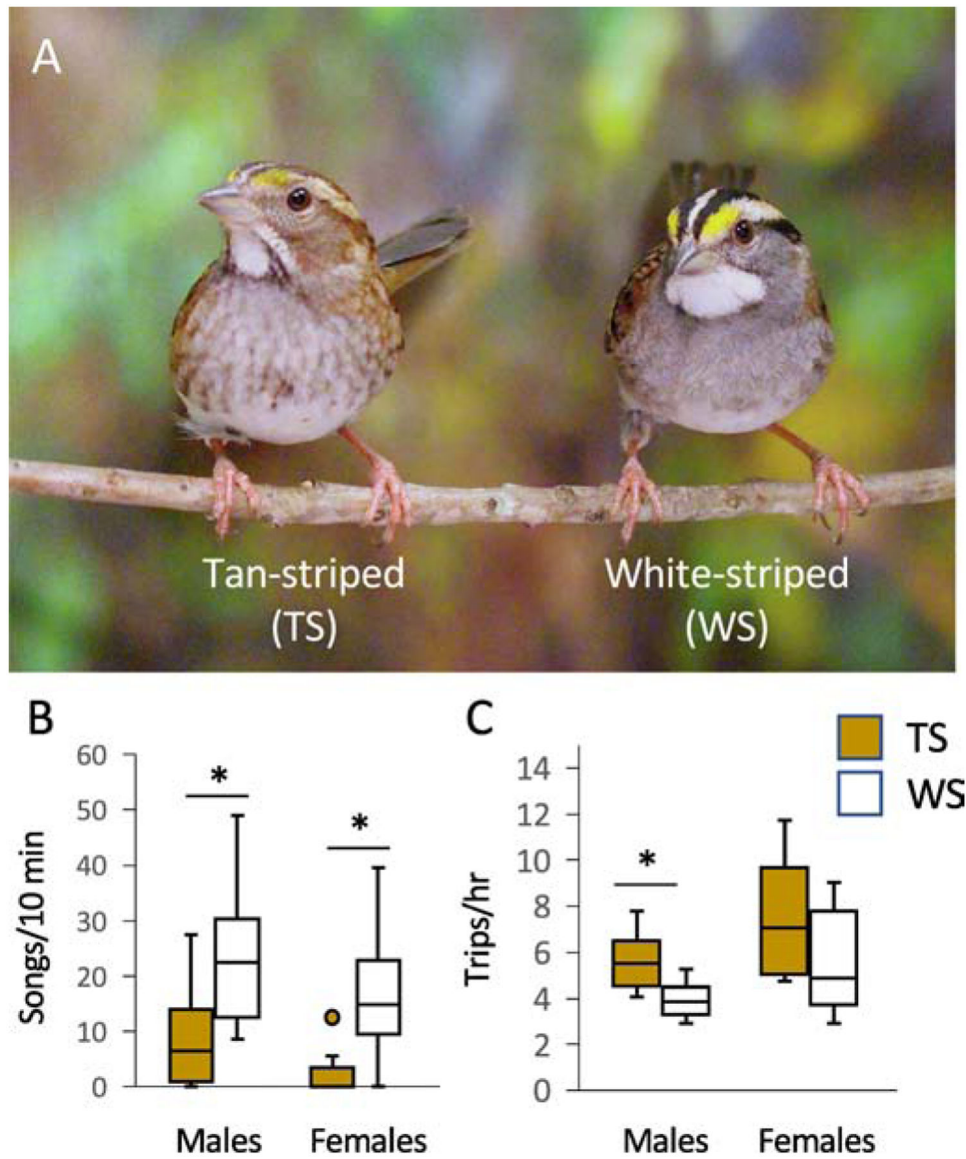 A
Tan-striped
(TS)
White-striped
(WS)
B
60
50
40
30
20
10
0
Songs/10 min
*
*
Males
Females
C
14
12
10
8
6
4
2
0
Trips/hr
*
Males
Females
TS
WS